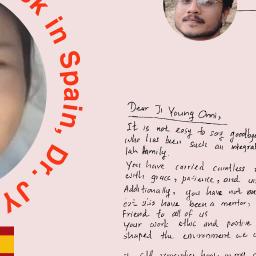 ok in Spain, Dr. JY
Dear Ji Young Onni,
It is not easy to say goodbye
who has been such an integral
lab family.
You have carried countless
with grace, patience, and
Additionally, you have not
have been a mentor,
Friend to all of us
your work ethic and positive
shaped the environment we